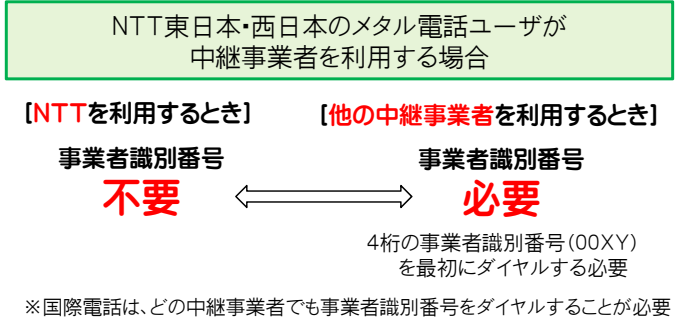 NTT東日本・西日本のメタル電話ユーザが
中継事業者を利用する場合
[NTTを利用するとき]
事業者識別番号
不要
[他の中継事業者を利用するとき]
事業者識別番号
必要
4桁の事業者識別番号(00XY)
を最初にダイヤルする必要
※国際電話は、どの中継事業者でも事業者識別番号をダイヤルすることが必要